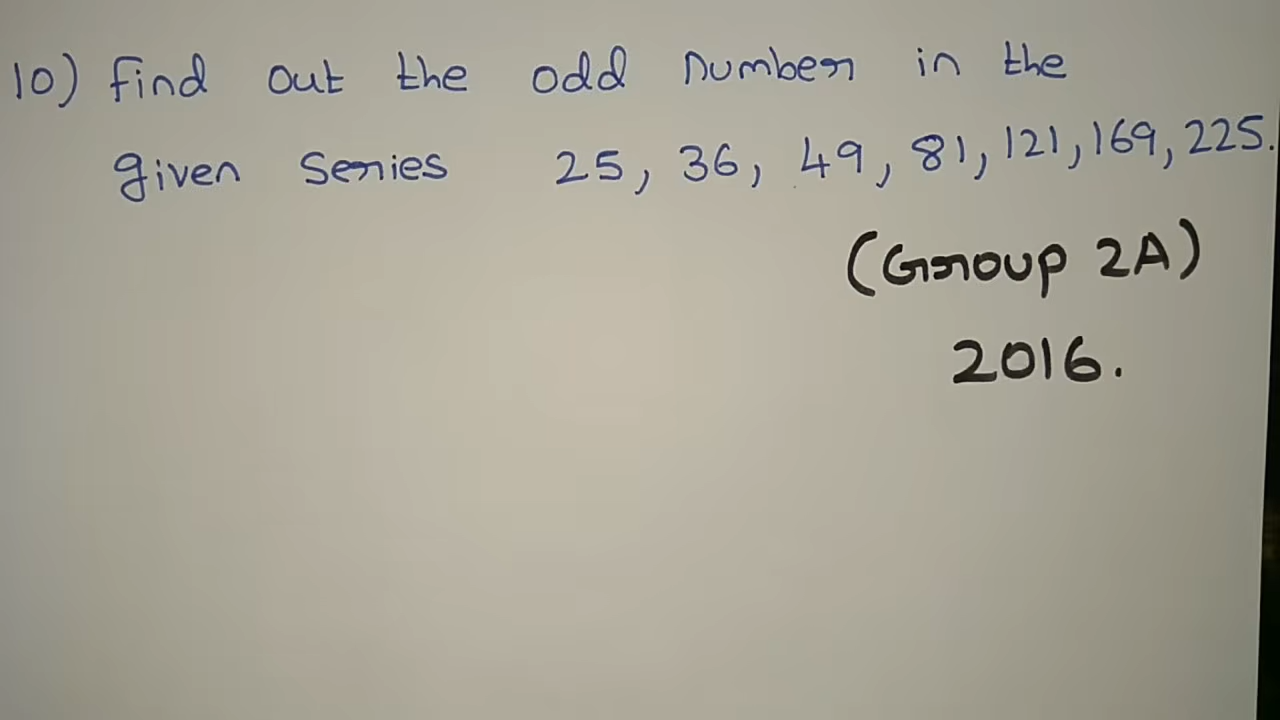 10) Find out the odd number in the
given series 25, 36, 49, 81, 121, 169, 225.
(Group 2A)
2016.